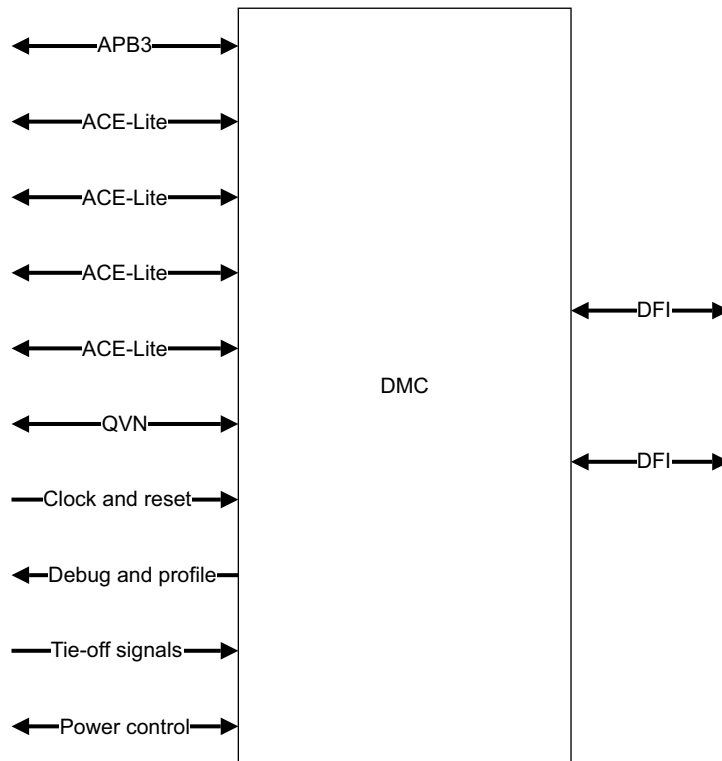 APB3
ACE-Lite
ACE-Lite
ACE-Lite
ACE-Lite
QVN
Clock and reset
Debug and profile
Tie-off signals
Power control
DMC
DFI
DFI